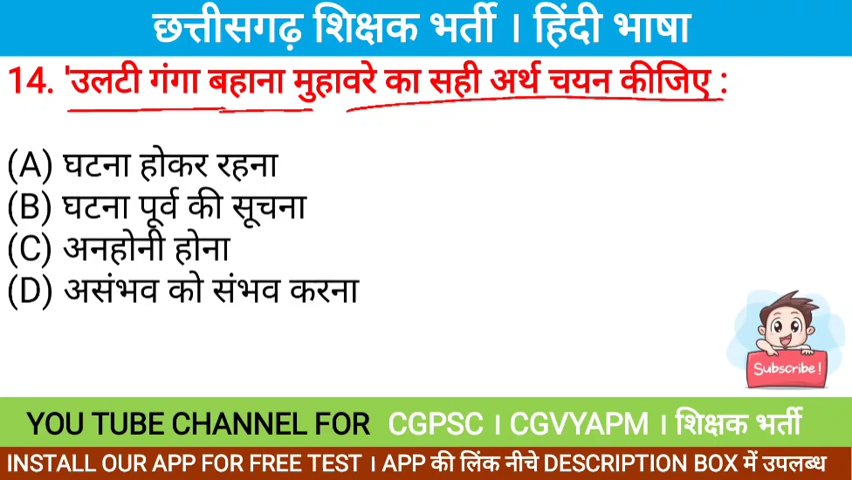 छत्तीसगढ़ शिक्षक भर्ती । हिंदी भाषा
14. 'उलटी गंगा बहाना मुहावरे का सही अर्थ चयन कीजिए :
(A) घटना होकर रहना
(B) घटना पूर्व की सूचना
(C) अनहोनी होना
(D) असंभव को संभव करना
Subscribe!
YOU TUBE CHANNEL FOR CGPSC । CGVYAPM । शिक्षक भर्ती
INSTALL OUR APP FOR FREE TEST । APP की लिंक नीचे DESCRIPTION BOX में उपलब्ध